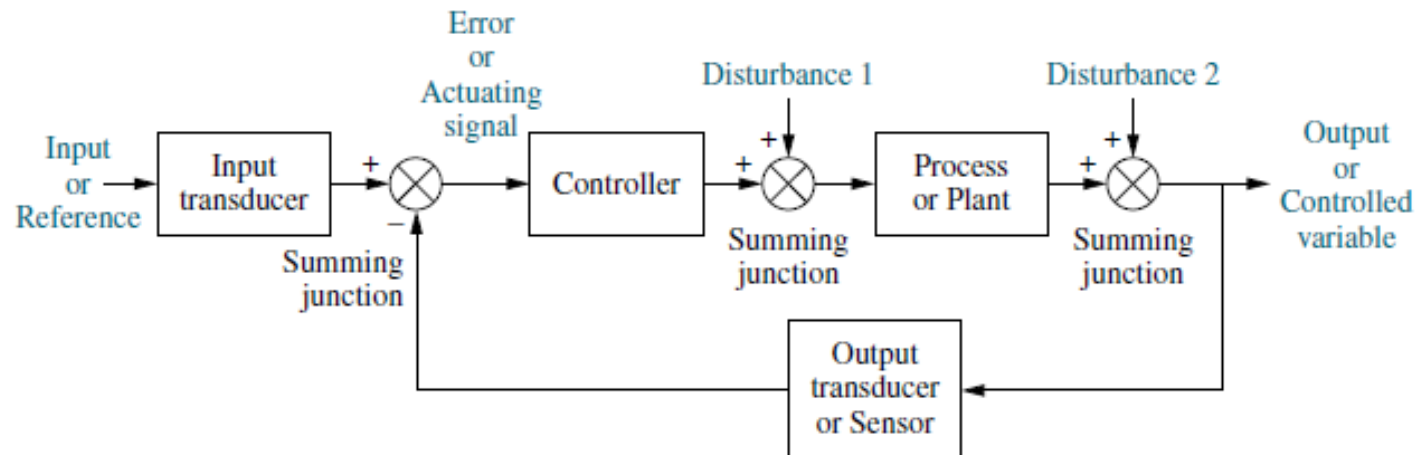 Input
or
Reference
Input
transducer
+
−
Summing
junction
Error
or
Actuating
signal
Controller
Disturbance 1
+
+
Summing
junction
Process
or Plant
Disturbance 2
+
+
Summing
junction
Output
or
Controlled
variable
Output
transducer
or Sensor